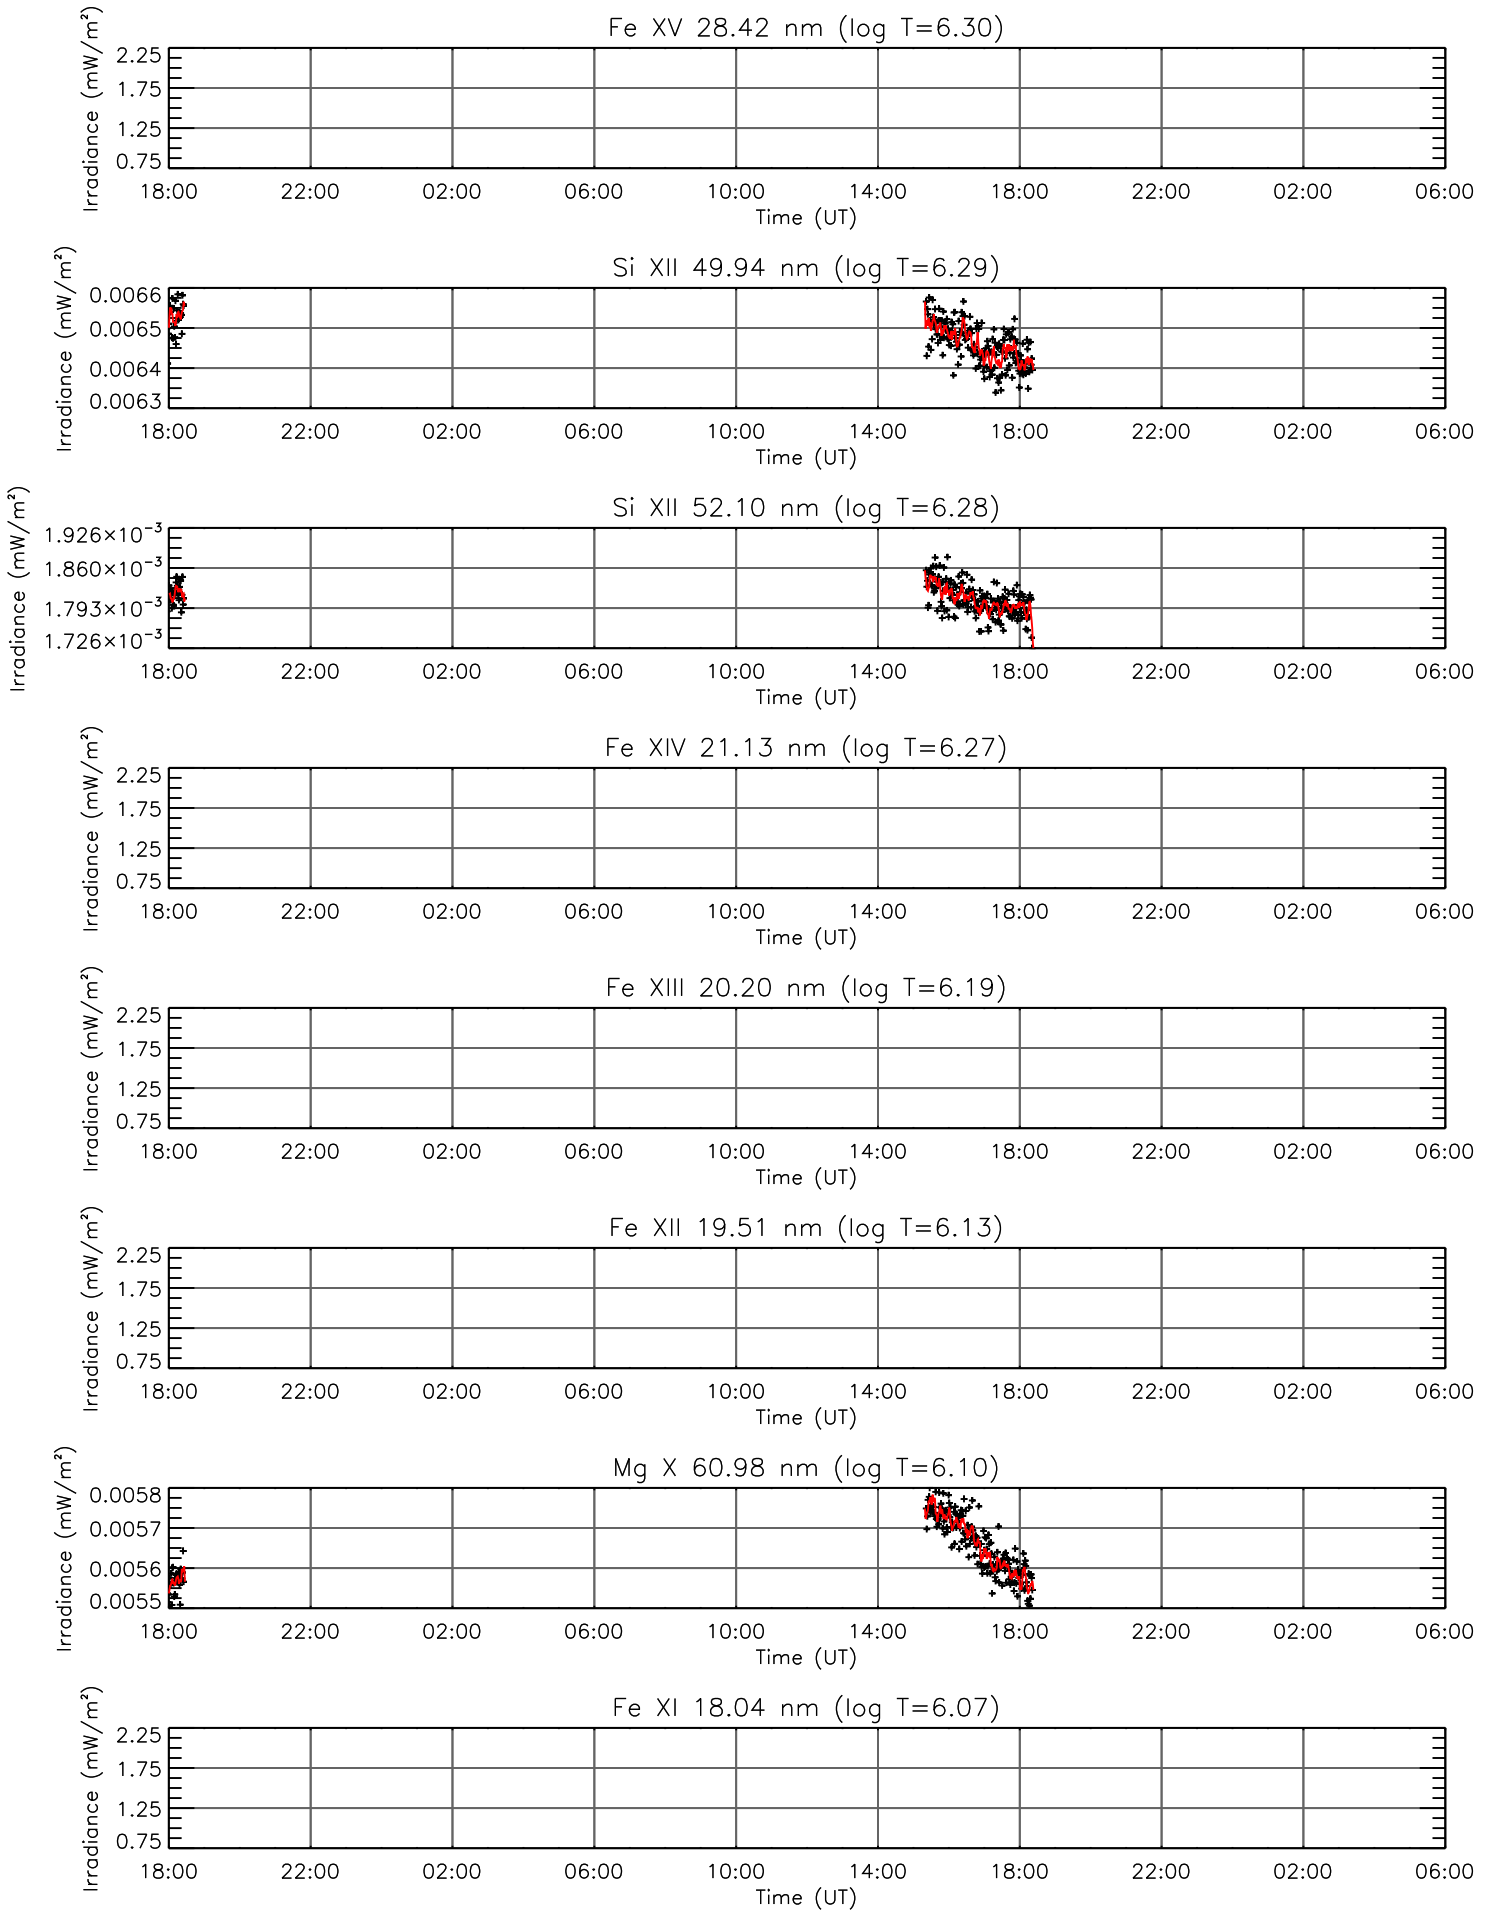 Fe XV 28.42 nm (log T=6.30)
Irradiance (mW/m²)
2.25
1.75
1.25
0.75
18:00 22:00 02:00 06:00 10:00 14:00 18:00 22:00 02:00 06:00
Time (UT)
Si XII 49.94 nm (log T=6.29)
Irradiance (mW/m²)
0.0066
0.0065
0.0064
0.0063
18:00 22:00 02:00 06:00 10:00 14:00 18:00 22:00 02:00 06:00
Time (UT)
Si XII 52.10 nm (log T=6.28)
Irradiance (mW/m²)
1.926×10⁻³
1.860×10⁻³
1.793×10⁻³
1.726×10⁻³
18:00 22:00 02:00 06:00 10:00 14:00 18:00 22:00 02:00 06:00
Time (UT)
Fe XIV 21.13 nm (log T=6.27)
Irradiance (mW/m²)
2.25
1.75
1.25
0.75
18:00 22:00 02:00 06:00 10:00 14:00 18:00 22:00 02:00 06:00
Time (UT)
Fe XIII 20.20 nm (log T=6.19)
Irradiance (mW/m²)
2.25
1.75
1.25
0.75
18:00 22:00 02:00 06:00 10:00 14:00 18:00 22:00 02:00 06:00
Time (UT)
Fe XII 19.51 nm (log T=6.13)
Irradiance (mW/m²)
2.25
1.75
1.25
0.75
18:00 22:00 02:00 06:00 10:00 14:00 18:00 22:00 02:00 06:00
Time (UT)
Mg X 60.98 nm (log T=6.10)
Irradiance (mW/m²)
0.0058
0.0057
0.0056
0.0055
18:00 22:00 02:00 06:00 10:00 14:00 18:00 22:00 02:00 06:00
Time (UT)
Fe XI 18.04 nm (log T=6.07)
Irradiance (mW/m²)
2.25
1.75
1.25
0.75
18:00 22:00 02:00 06:00 10:00 14:00 18:00 22:00 02:00 06:00
Time (UT)